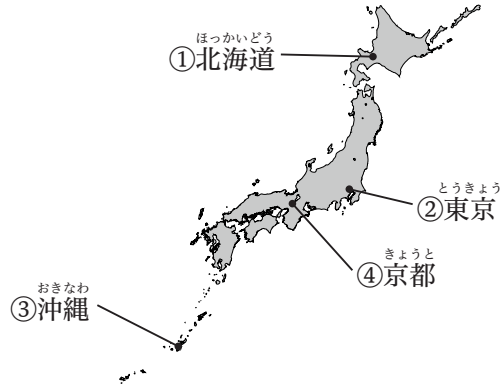 ほっかいどう
①北海道
とうきょう
②東京
きょうと
④京都
おきなわ
③沖縄